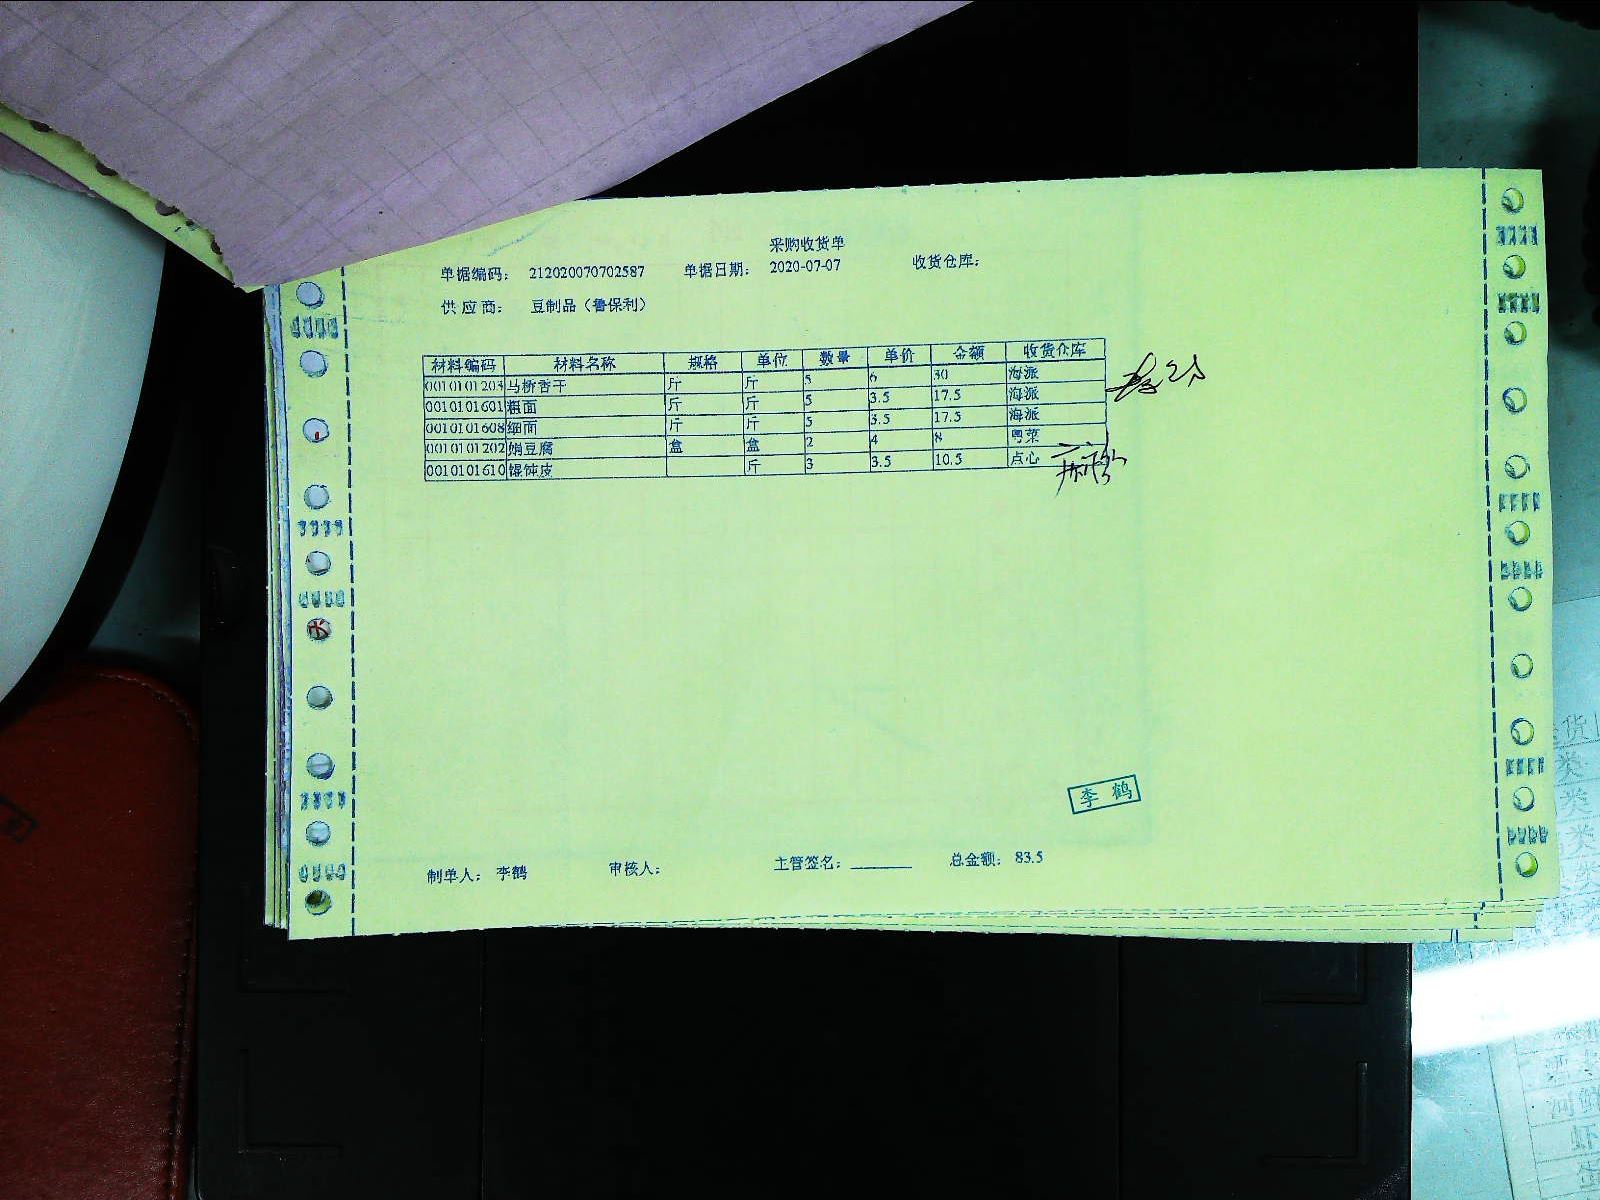 采购收货单
单据编码： 212020070702587 单据日期： 2020-07-07 收货仓库：
供 应 商： 豆制品（鲁保利）
材料编码 材料名称 规格 单位 数量 单价 金额 收货仓库
0010101203 马桥香干 斤 斤 5 6 30 海派
0010101601 粗面 斤 斤 5 3.5 17.5 海派
0010101608 细面 斤 斤 5 3.5 17.5 海派
0010101202 娟豆腐 盒 盒 2 4 8 粤菜
0010101610 馄饨皮 斤 3 3.5 10.5 点心
李 鹤
制单人： 李鹤 审核人： 主管签名： 总金额： 83.5